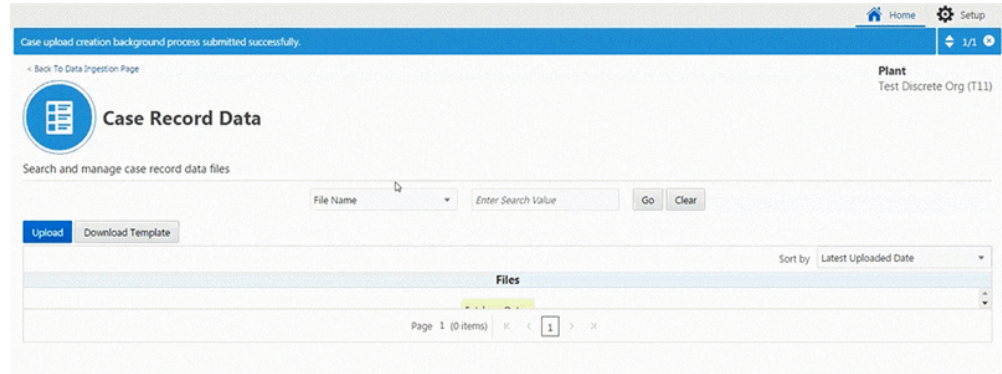 Home Setup
Case upload creation background process submitted successfully. 1/1
< Back To Data Ingestion Page
Plant
Test Discrete Org (T11)
Case Record Data
Search and manage case record data files
File Name Enter Search Value Go Clear
Upload Download Template
Sort by Latest Uploaded Date
Files
Page 1 (0 items) 1